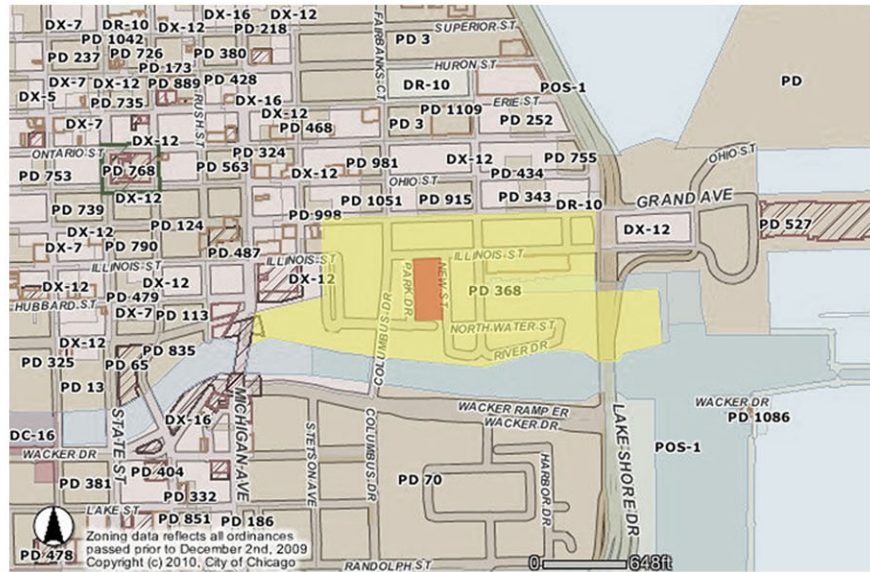 DX-16
DX-7
DR-10
DX-12
PD 218
SUPERIOR ST
PD 1042
DX-12
PD 3
PD 237
PD 726
PD 380
FAIRBANKS CT
HURON ST
PD 173
DX-7
DX-12
PD 889
PD 428
DR-10
POS-1
PD
DX-5
PD 735
RUSH ST
DX-16
ERIE ST
DX-12
PD 1109
DX-7
PD 468
PD 3
PD 252
DX-12
ONTARIO ST
PD 324
PD 981
DX-12
PD 755
OHIO ST
PD 753
PD 768
PD 563
DX-12
PD 434
OHIO ST
DX-12
PD 1051
PD 915
PD 343
GRAND AVE
PD 739
PD 998
DR-10
PD 124
DX-12
PD 527
DX-12
DX-7
PD 790
PD 487
ILLINOIS ST
ILLINOIS ST
ILLINOIS ST
DX-12
DX-12
PARK DR
NEW ST
PD 368
HUBBARD ST
PD 479
DX-7
PD 113
COLUMBUS DR
NORTH WATER ST
DX-12
PD 835
RIVER DR
PD 325
PD 65
PD 13
MICHIGAN AVE
WACKER DR
PD 1086
DX-16
WACKER RAMP ER
WACKER DR
DC-16
STATE ST
STETSON AVE
COLUMBUS DR
LAKE SHORE DR
POS-1
WACKER DR
PD 404
PD 70
HARBOR DR
PD 381
PD 332
LAKE ST
PD 851
PD 186
Zoning data reflects all ordinances
passed prior to December 2nd, 2009
Copyright (c) 2010, City of Chicago
PD 478
RANDOLPH ST
0
648ft